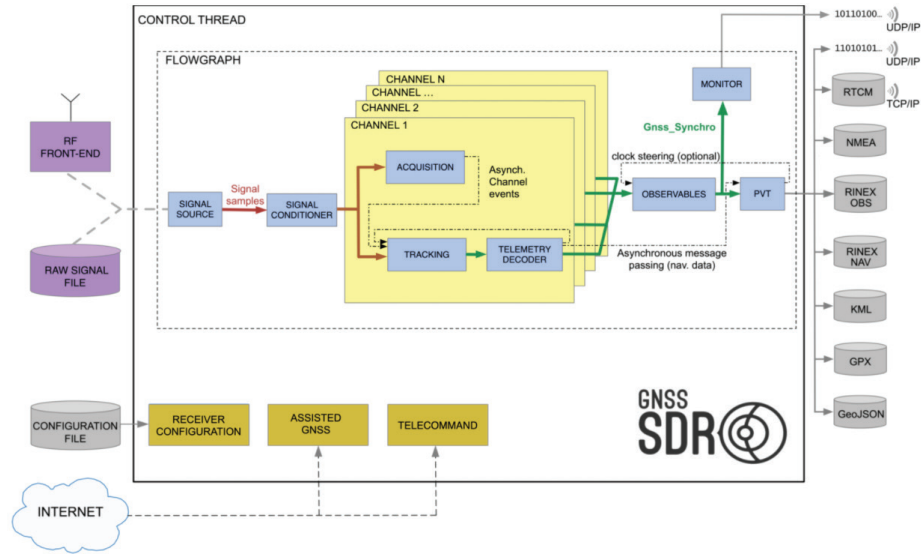 CONTROL THREAD
FLOWGRAPH
CHANNEL N
CHANNEL ...
CHANNEL 2
CHANNEL 1
RF
FRONT-END
RAW SIGNAL
FILE
SIGNAL
SOURCE
Signal
samples
SIGNAL
CONDITIONER
ACQUISITION
Asynch.
Channel
events
TRACKING
TELEMETRY
DECODER
MONITOR
Gnss_Synchro
clock steering (optional)
OBSERVABLES
PVT
Asynchronous message
passing (nav. data)
10110100...
UDP/IP
11010101...
UDP/IP
RTCM
TCP/IP
NMEA
RINEX
OBS
RINEX
NAV
KML
GPX
GeoJSON
CONFIGURATION
FILE
RECEIVER
CONFIGURATION
ASSISTED
GNSS
TELECOMMAND
GNSS
SDR
INTERNET